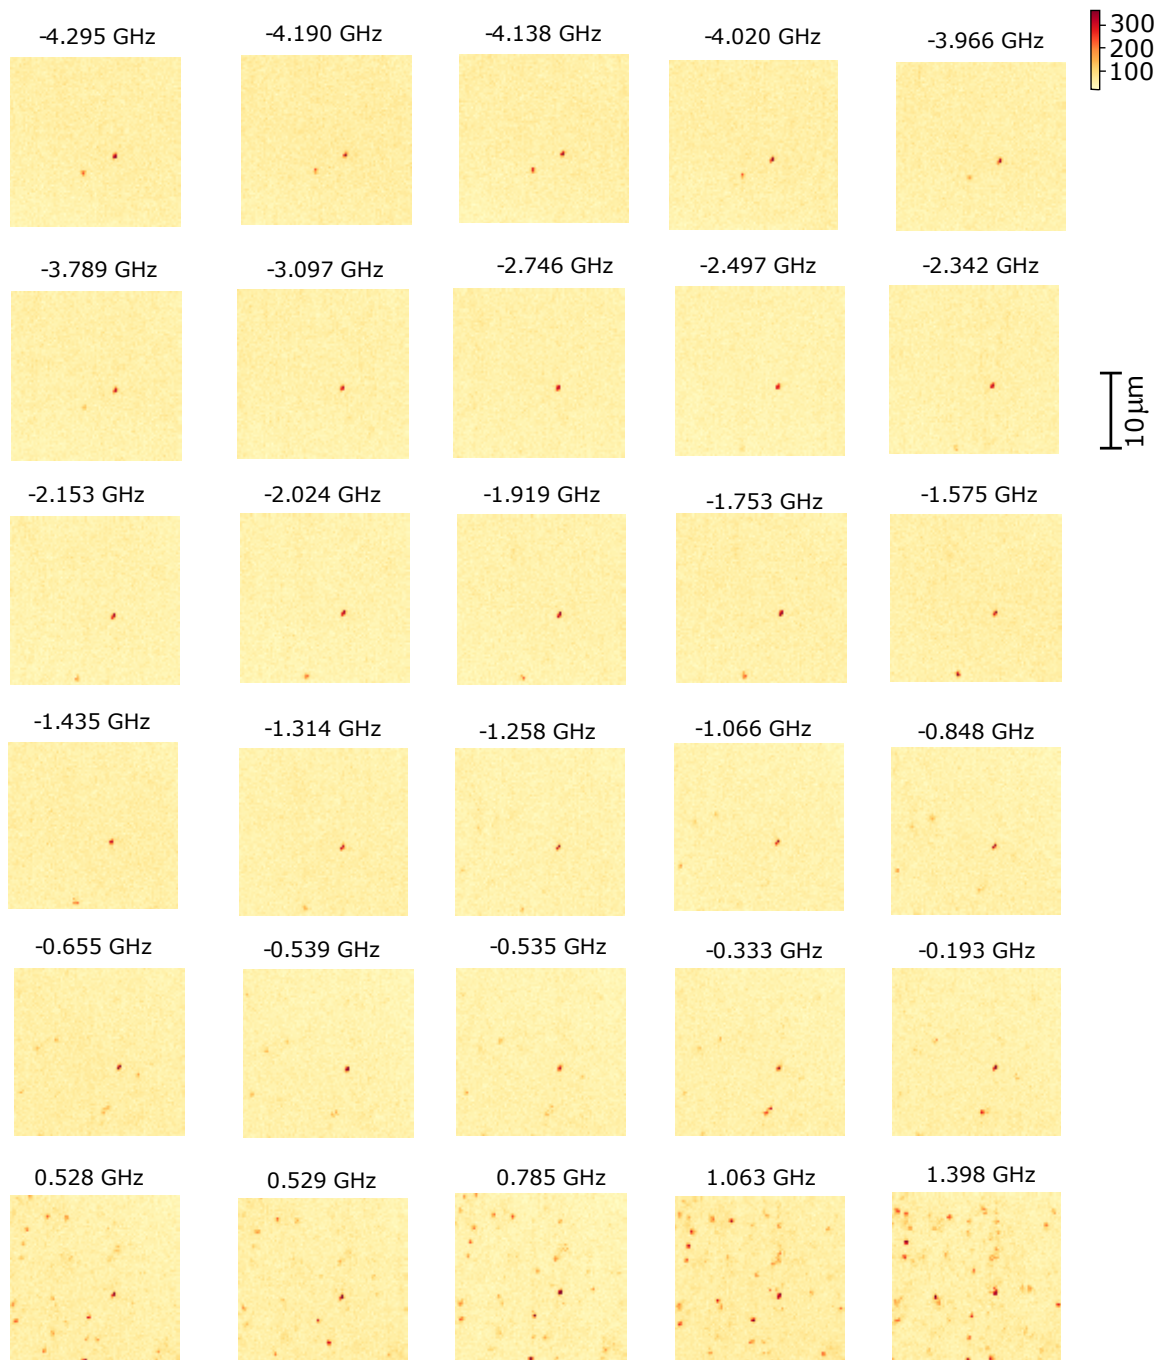 -4.295 GHz
-4.190 GHz
-4.138 GHz
-4.020 GHz
-3.966 GHz
300
200
100
-3.789 GHz
-3.097 GHz
-2.746 GHz
-2.497 GHz
-2.342 GHz
10 μm
-2.153 GHz
-2.024 GHz
-1.919 GHz
-1.753 GHz
-1.575 GHz
-1.435 GHz
-1.314 GHz
-1.258 GHz
-1.066 GHz
-0.848 GHz
-0.655 GHz
-0.539 GHz
-0.535 GHz
-0.333 GHz
-0.193 GHz
0.528 GHz
0.529 GHz
0.785 GHz
1.063 GHz
1.398 GHz